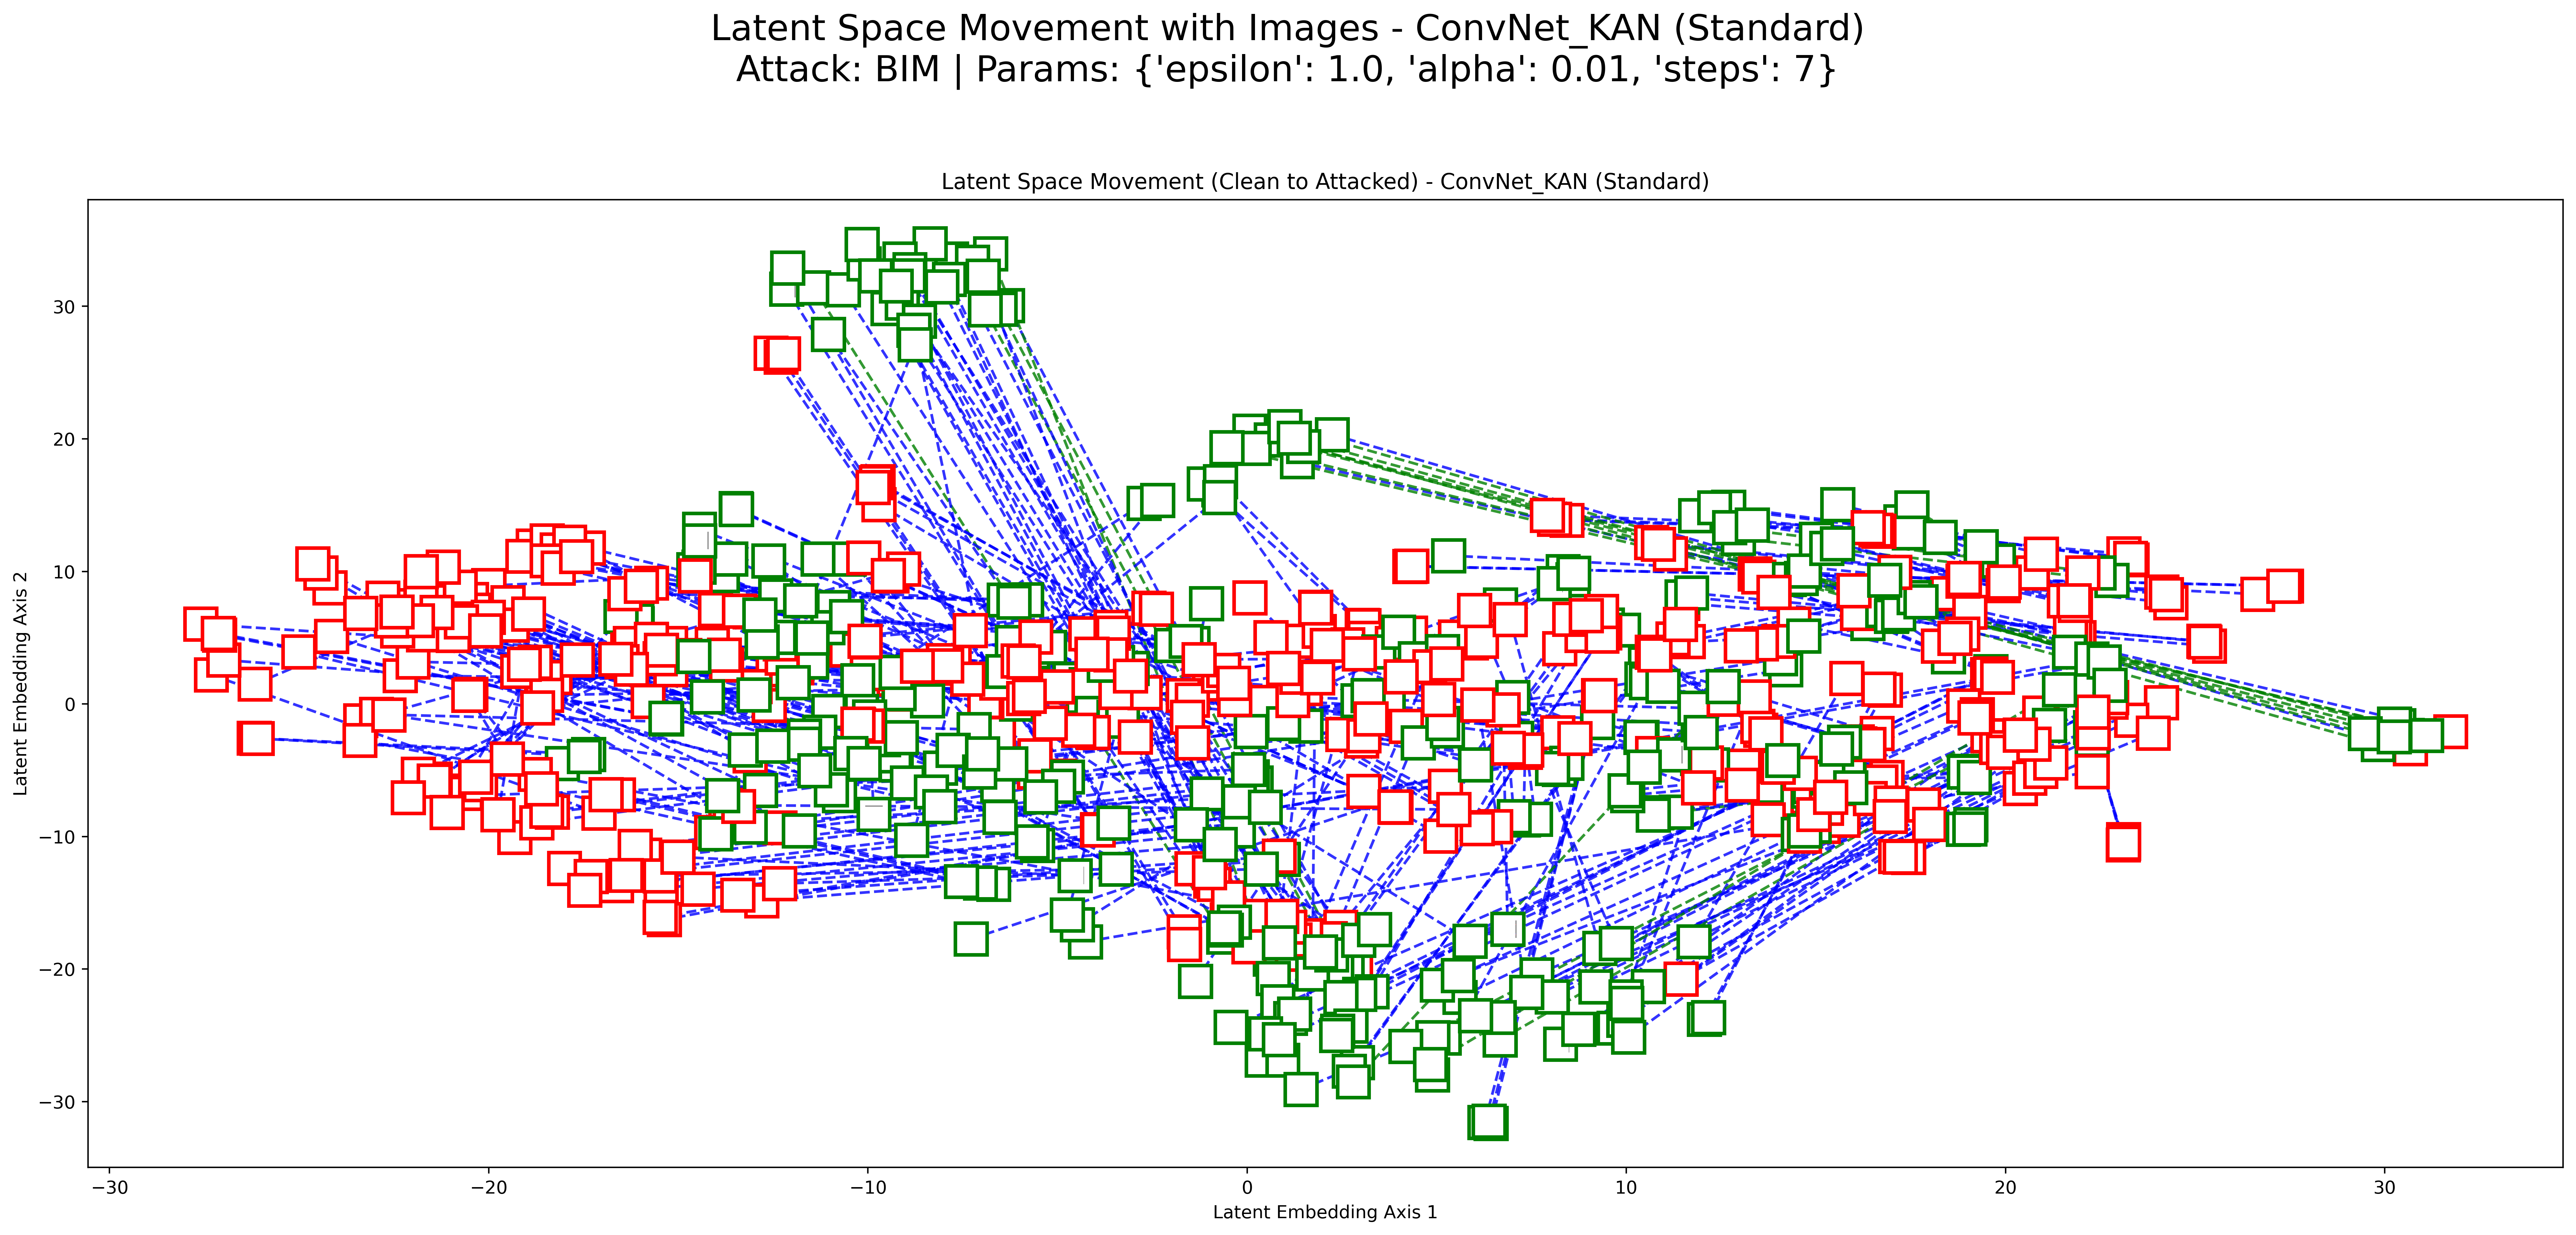 Latent Space Movement with Images - ConvNet_KAN (Standard)
Attack: BIM | Params: {'epsilon': 1.0, 'alpha': 0.01, 'steps': 7}
Latent Space Movement (Clean to Attacked) - ConvNet_KAN (Standard)
Latent Embedding Axis 2
30
20
10
0
−10
−20
−30
−30
−20
−10
0
10
20
30
Latent Embedding Axis 1